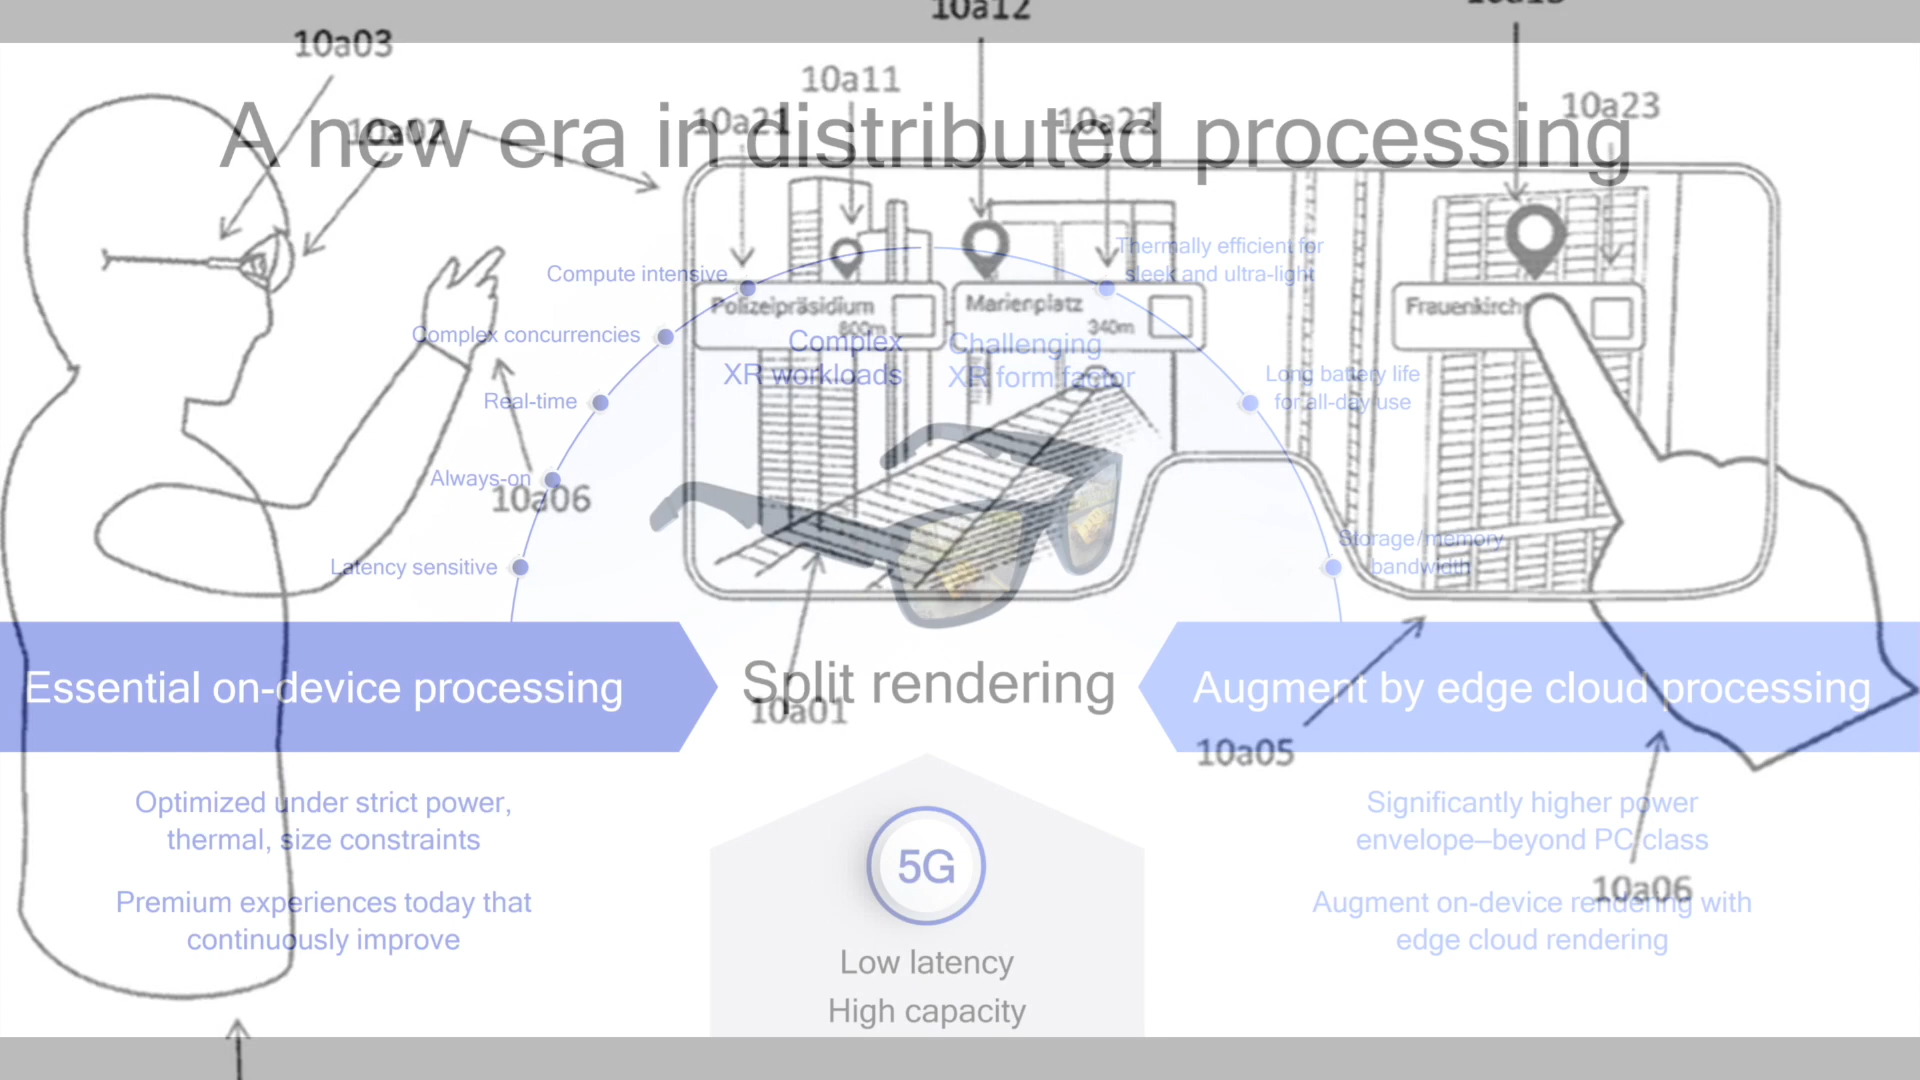 10a12
10a03
10a11
10a21
10a22
10a23
10a02
A new era in distributed processing
Thermally efficient for
sleek and ultra-light
Compute intensive
Complex concurrencies
Polizeipräsidium
800m
Marienplatz
340m
Frauenkirch
Complex
XR workloads
Challenging
XR form factor
Real-time
Long battery life
for all-day use
Always-on
10a06
Latency sensitive
Storage/memory
bandwidth
Essential on-device processing
Split rendering
Augment by edge cloud processing
10a01
10a05
Optimized under strict power,
thermal, size constraints
Premium experiences today that
continuously improve
5G
Low latency
High capacity
Significantly higher power
envelope–beyond PC class
10a06
Augment on-device rendering with
edge cloud rendering